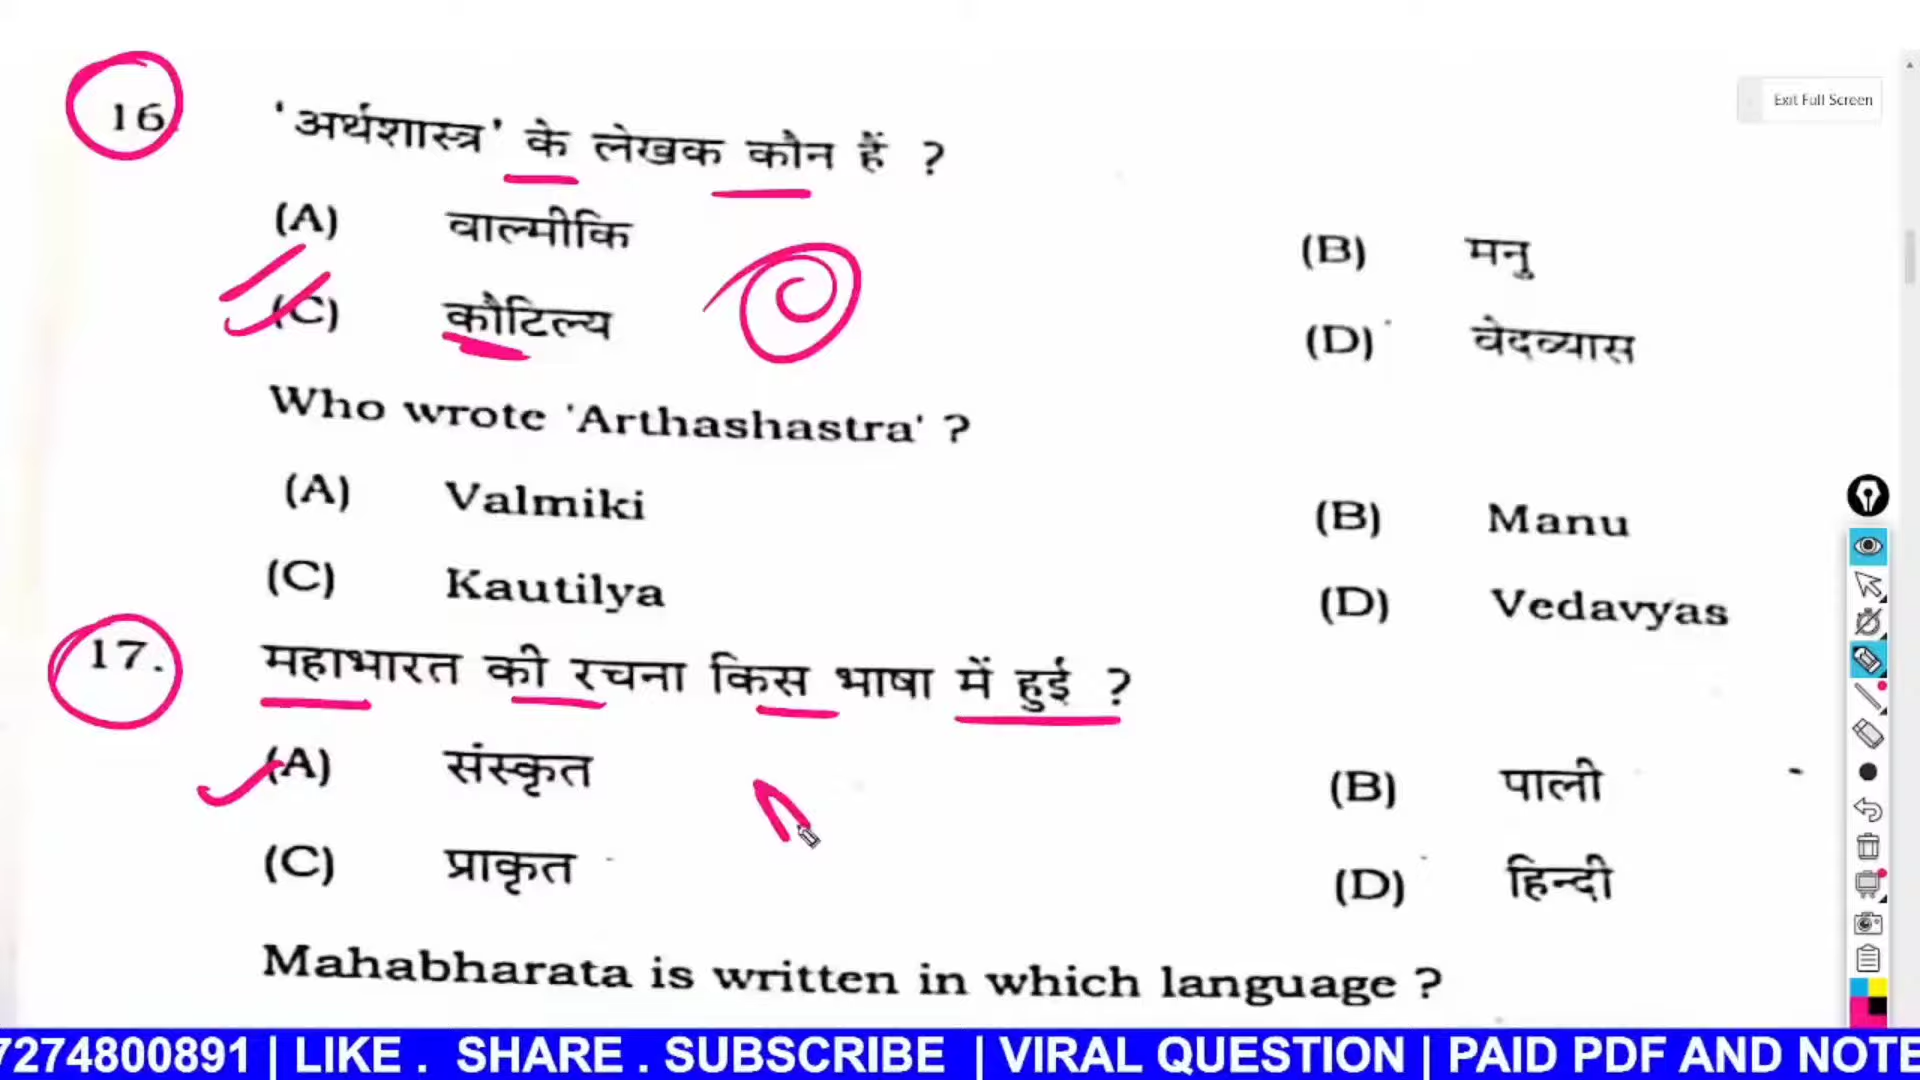 Exit Full Screen
16. 'अर्थशास्त्र' के लेखक कौन हैं ?
(A) वाल्मीकि (B) मनु
(C) कौटिल्य (D) वेदव्यास
Who wrote 'Arthashastra' ?
(A) Valmiki (B) Manu
(C) Kautilya (D) Vedavyas
17. महाभारत की रचना किस भाषा में हुई ?
(A) संस्कृत (B) पाली
(C) प्राकृत (D) हिन्दी
Mahabharata is written in which language ?
7274800891 | LIKE . SHARE . SUBSCRIBE | VIRAL QUESTION | PAID PDF AND NOTE